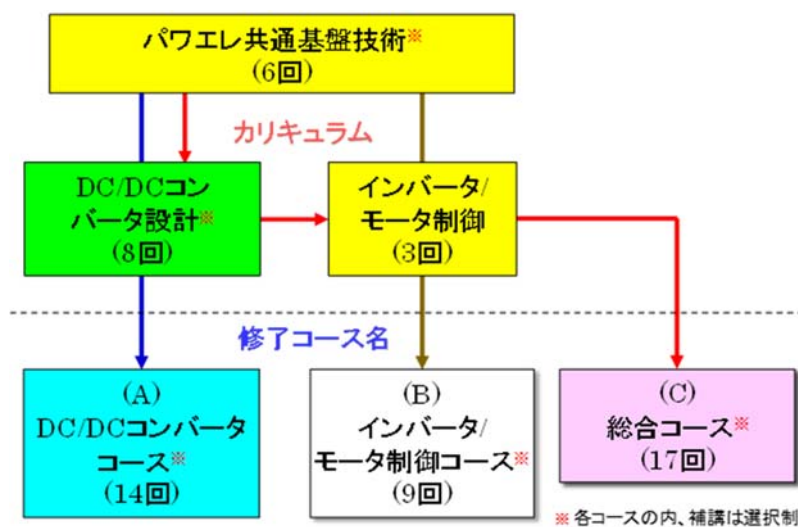 パワエレ共通基盤技術※
(6回)
カリキュラム
DC/DCコン
バータ設計※
(8回)
インバータ/
モータ制御
(3回)
修了コース名
(A)
DC/DCコンバータ
コース※
(14回)
(B)
インバータ/
モータ制御コース※
(9回)
(C)
総合コース※
(17回)
※各コースの内、補講は選択制